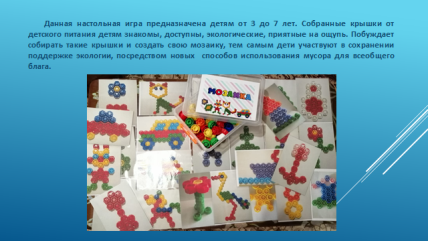 Данная настольная игра предназначена детям от 3 до 7 лет. Собранные крышки от
детского питания детям знакомы, доступны, экологические, приятные на ощупь. Побуждает
собирать такие крышки и создать свою мозаику, тем самым дети участвуют в сохранении
поддержке экологии, посредством новых способов использования мусора для всеобщего
блага.
МОЗАИКА